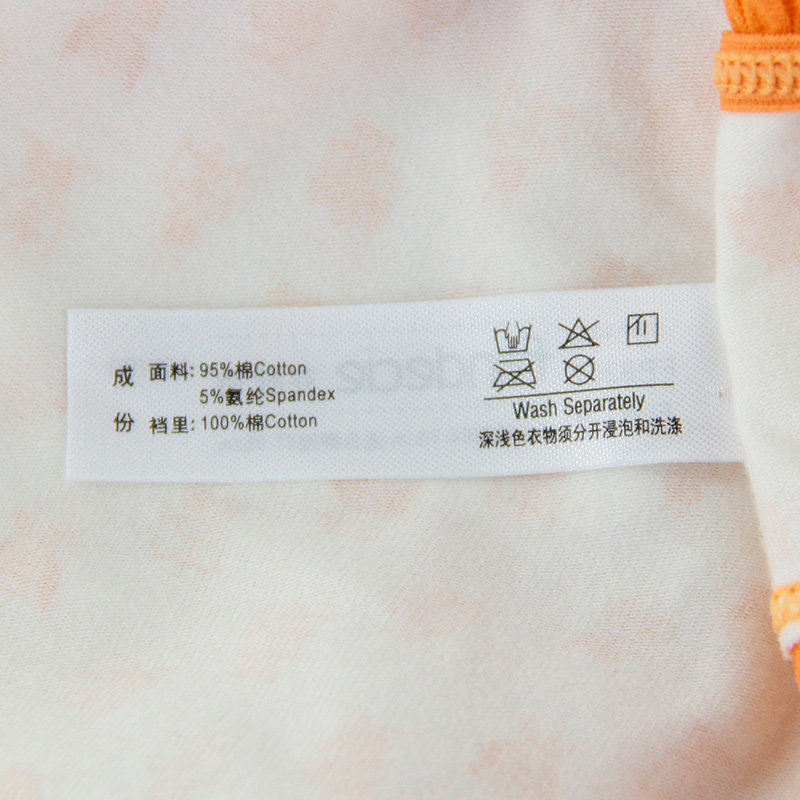 成 面料: 95%棉Cotton
5%氨纶Spandex
份 裆里: 100%棉Cotton
Wash Separately
深浅色衣物须分开浸泡和洗涤